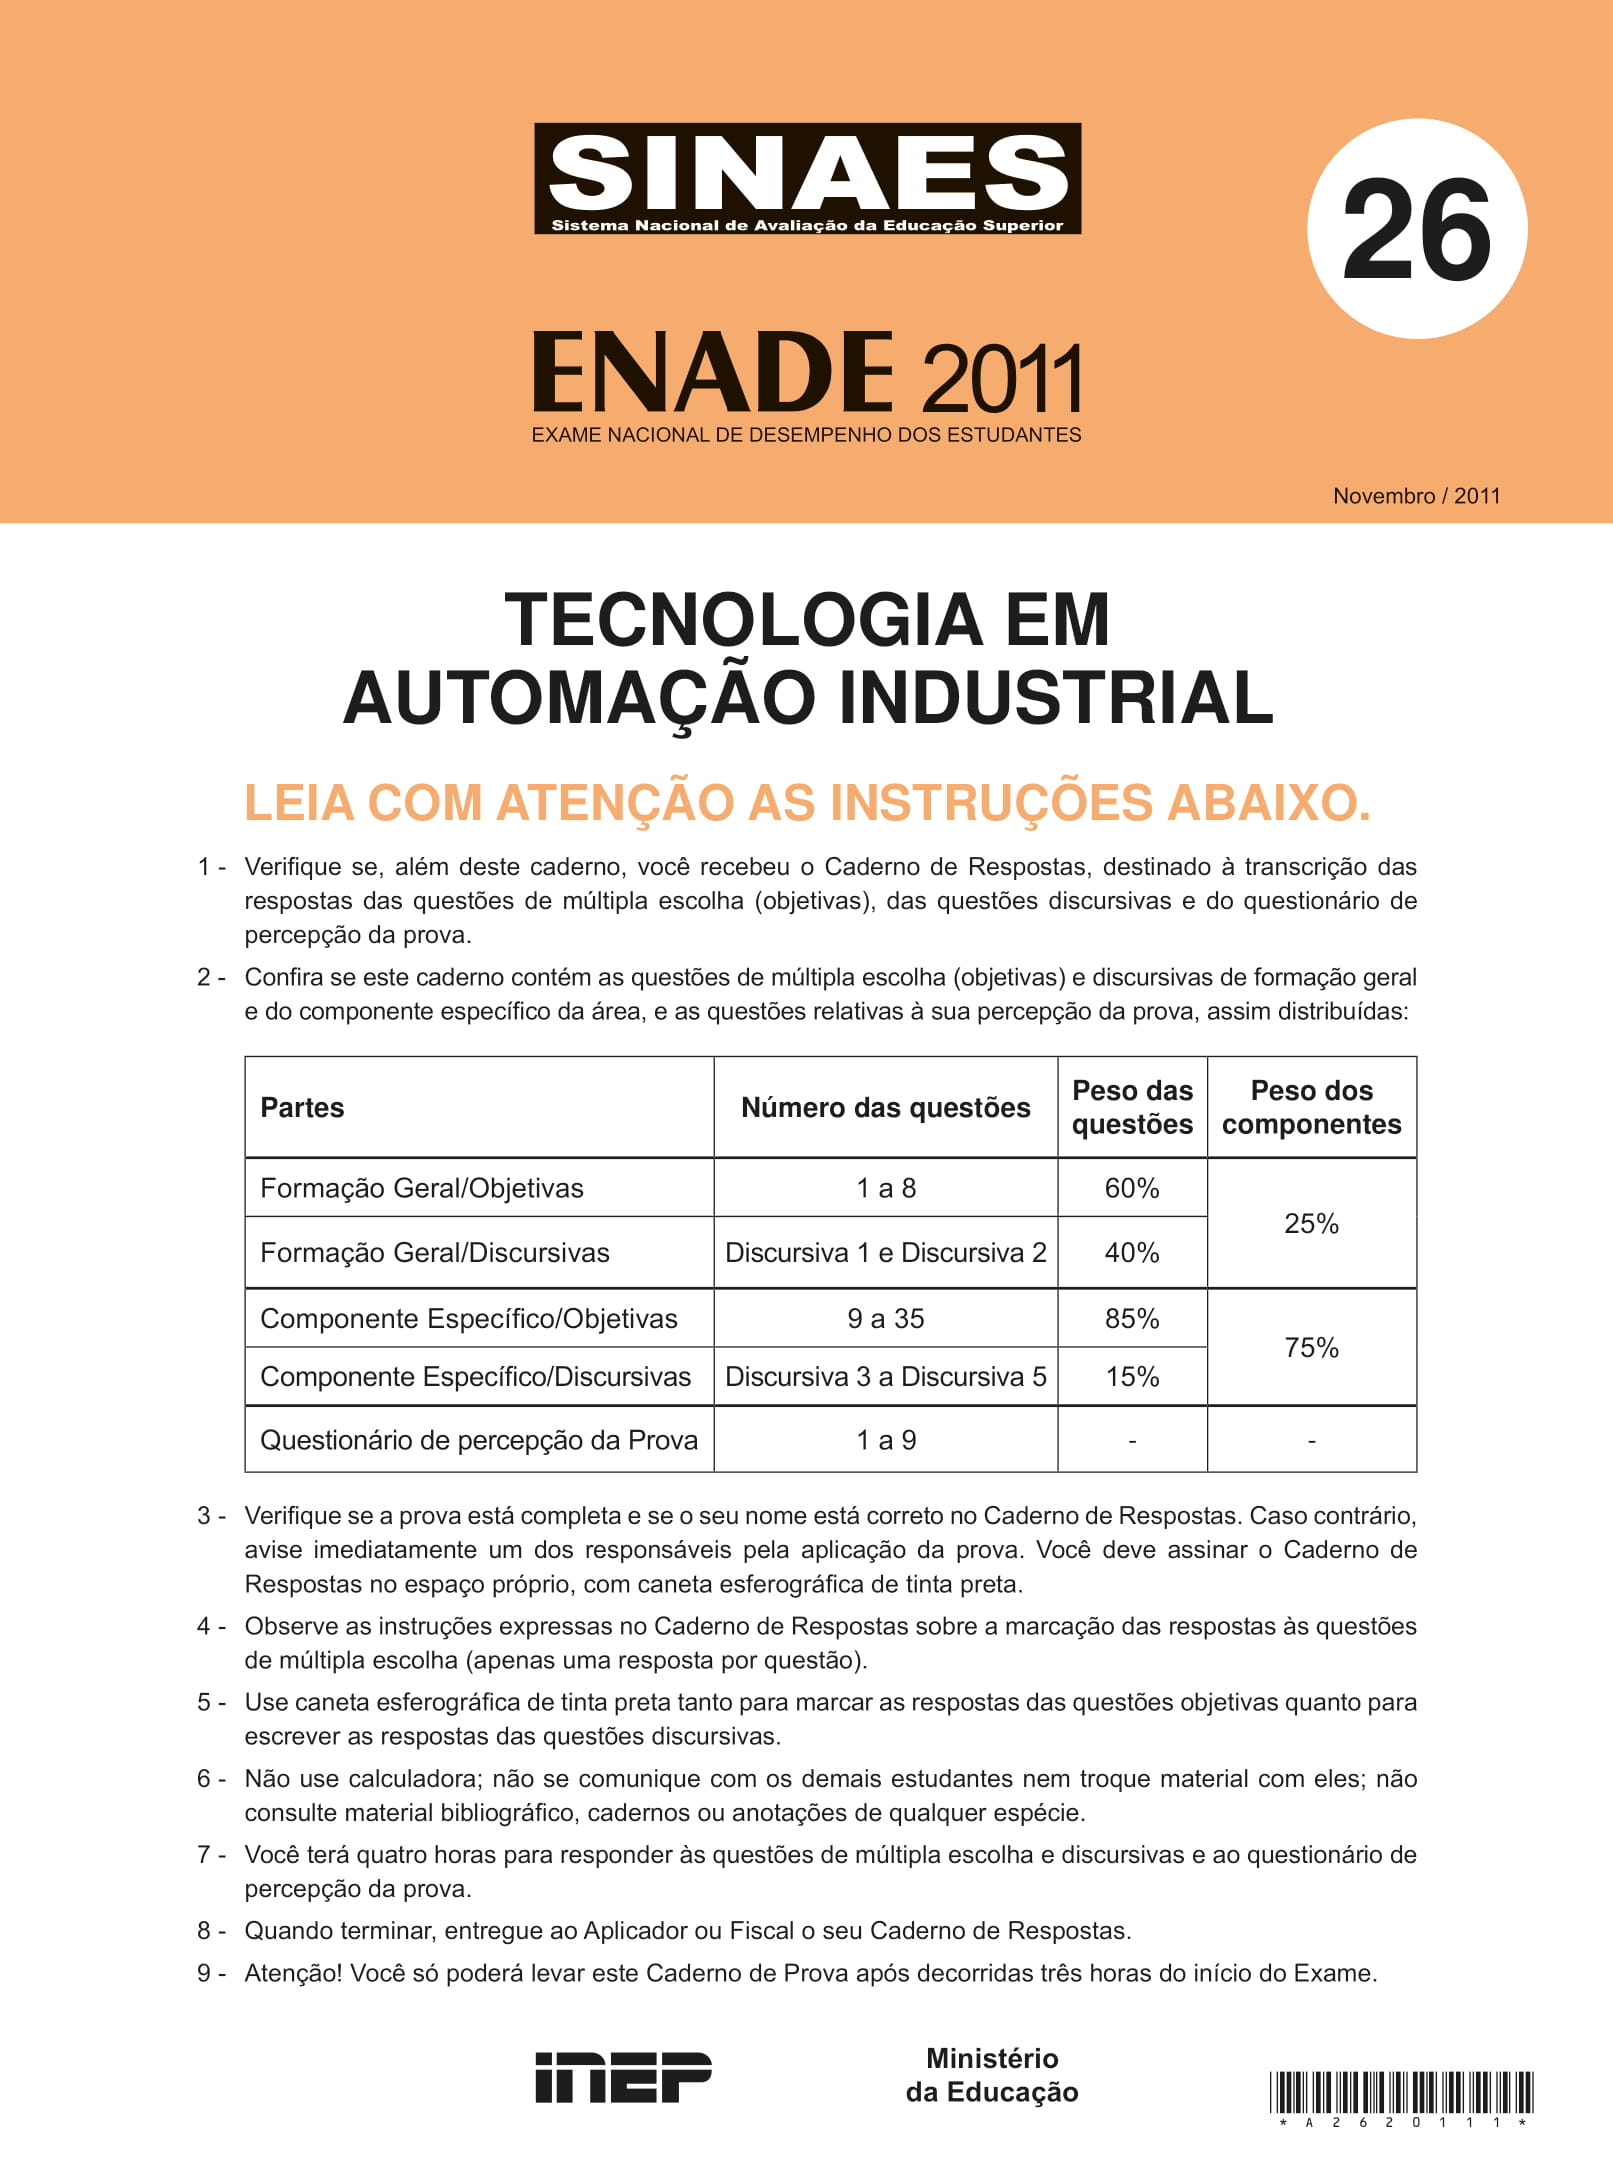 SINAES
Sistema Nacional de Avaliação da Educação Superior
26
ENADE 2011
EXAME NACIONAL DE DESEMPENHO DOS ESTUDANTES
Novembro / 2011
TECNOLOGIA EM
AUTOMAÇÃO INDUSTRIAL
LEIA COM ATENÇÃO AS INSTRUÇÕES ABAIXO.
1 - Verifique se, além deste caderno, você recebeu o Caderno de Respostas, destinado à transcrição das
respostas das questões de múltipla escolha (objetivas), das questões discursivas e do questionário de
percepção da prova.
2 - Confira se este caderno contém as questões de múltipla escolha (objetivas) e discursivas de formação geral
e do componente específico da área, e as questões relativas à sua percepção da prova, assim distribuídas:
Partes Número das questões Peso das questões Peso dos componentes
Formação Geral/Objetivas 1 a 8 60% 25%
Formação Geral/Discursivas Discursiva 1 e Discursiva 2 40%
Componente Específico/Objetivas 9 a 35 85% 75%
Componente Específico/Discursivas Discursiva 3 a Discursiva 5 15%
Questionário de percepção da Prova 1 a 9 - -
3 - Verifique se a prova está completa e se o seu nome está correto no Caderno de Respostas. Caso contrário,
avise imediatamente um dos responsáveis pela aplicação da prova. Você deve assinar o Caderno de
Respostas no espaço próprio, com caneta esferográfica de tinta preta.
4 - Observe as instruções expressas no Caderno de Respostas sobre a marcação das respostas às questões
de múltipla escolha (apenas uma resposta por questão).
5 - Use caneta esferográfica de tinta preta tanto para marcar as respostas das questões objetivas quanto para
escrever as respostas das questões discursivas.
6 - Não use calculadora; não se comunique com os demais estudantes nem troque material com eles; não
consulte material bibliográfico, cadernos ou anotações de qualquer espécie.
7 - Você terá quatro horas para responder às questões de múltipla escolha e discursivas e ao questionário de
percepção da prova.
8 - Quando terminar, entregue ao Aplicador ou Fiscal o seu Caderno de Respostas.
9 - Atenção! Você só poderá levar este Caderno de Prova após decorridas três horas do início do Exame.
INEP
Ministério
da Educação
* A 2 6 2 0 1 1 1 *